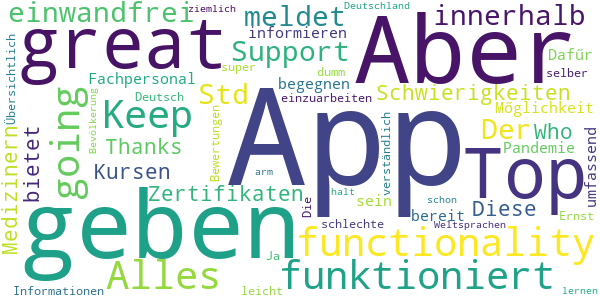 einwandfrei
ziemlich
Deutschland
great
meldet
Aber
innerhalb
informieren
Übersichtlich
Support
Dafür
Fachpersonal
super
dumm
selber
begegnen
Schwierigkeiten
going
Bevölkerung
Deutsch
Std
Keep
Bewertungen
einzuarbeiten
Möglichkeit
App
Medizinern
bietet
Thanks
Der
Who
Pandemie
umfassend
verständlich
Top
Kursen
arm
Zertifikaten
halt
Die
sein
schon
bereit
Diese
Ernst
geben
schlechte
Weltsprachen
functionality
Ja
Alles
funktioniert
Informationen
leicht
lernen